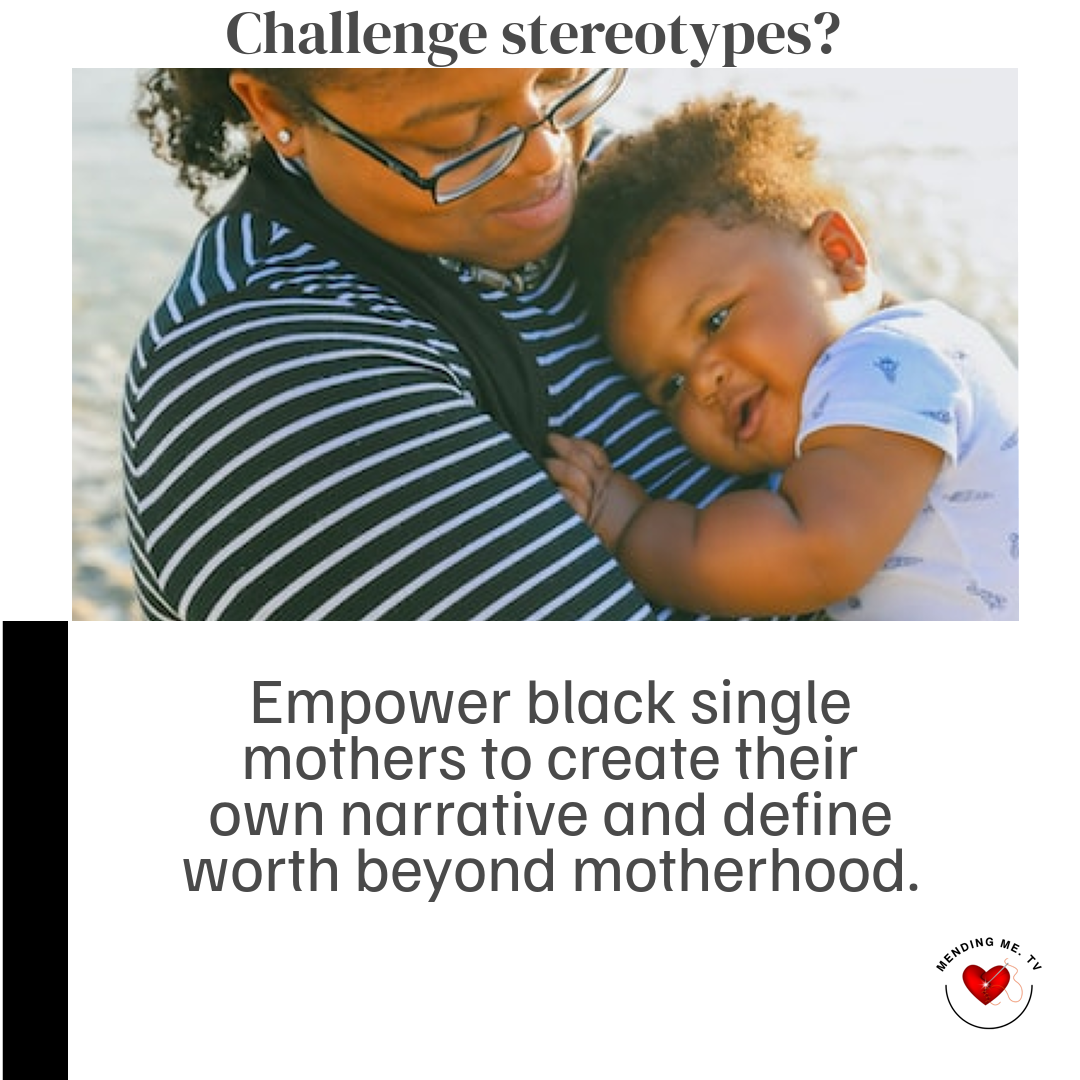 Challenge stereotypes?
Empower black single
mothers to create their
own narrative and define
worth beyond motherhood.
MENDING ME. TV